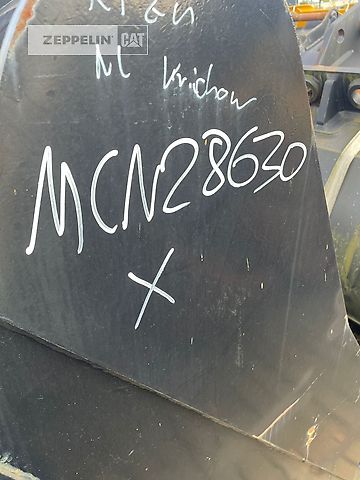 ZEPPELIN CAT
M Krichow
MCN28630
X